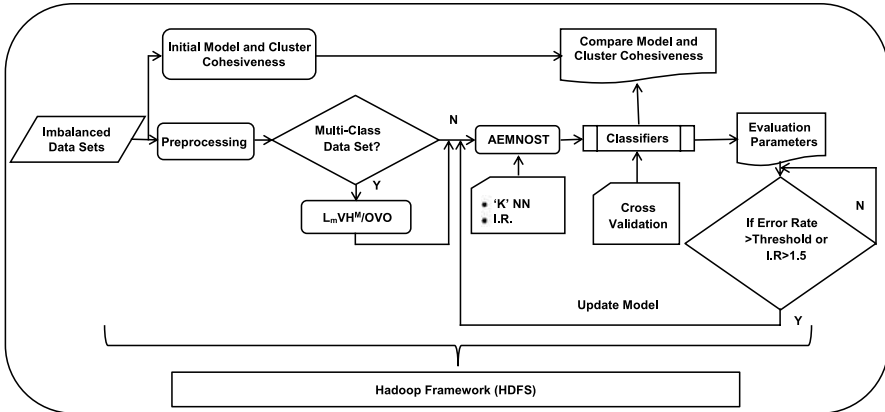 Initial Model and Cluster
Cohesiveness
Compare Model and
Cluster Cohesiveness
Imbalanced
Data Sets
Preprocessing
Multi-Class
Data Set?
N
Y
LmVHᴹ/OVO
AEMNOST
• ‘K’ NN
• I.R.
Classifiers
Cross
Validation
Evaluation
Parameters
If Error Rate
>Threshold or
I.R>1.5
N
Y
Update Model
Hadoop Framework (HDFS)